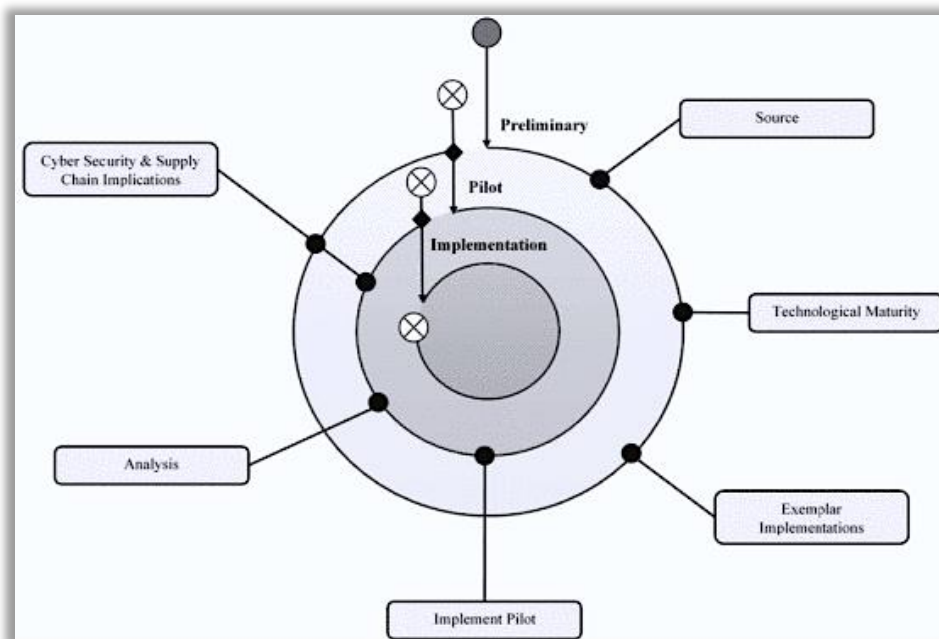 Preliminary
Source
Cyber Security & Supply
Chain Implications
Pilot
Implementation
Technological Maturity
Analysis
Exemplar
Implementations
Implement Pilot